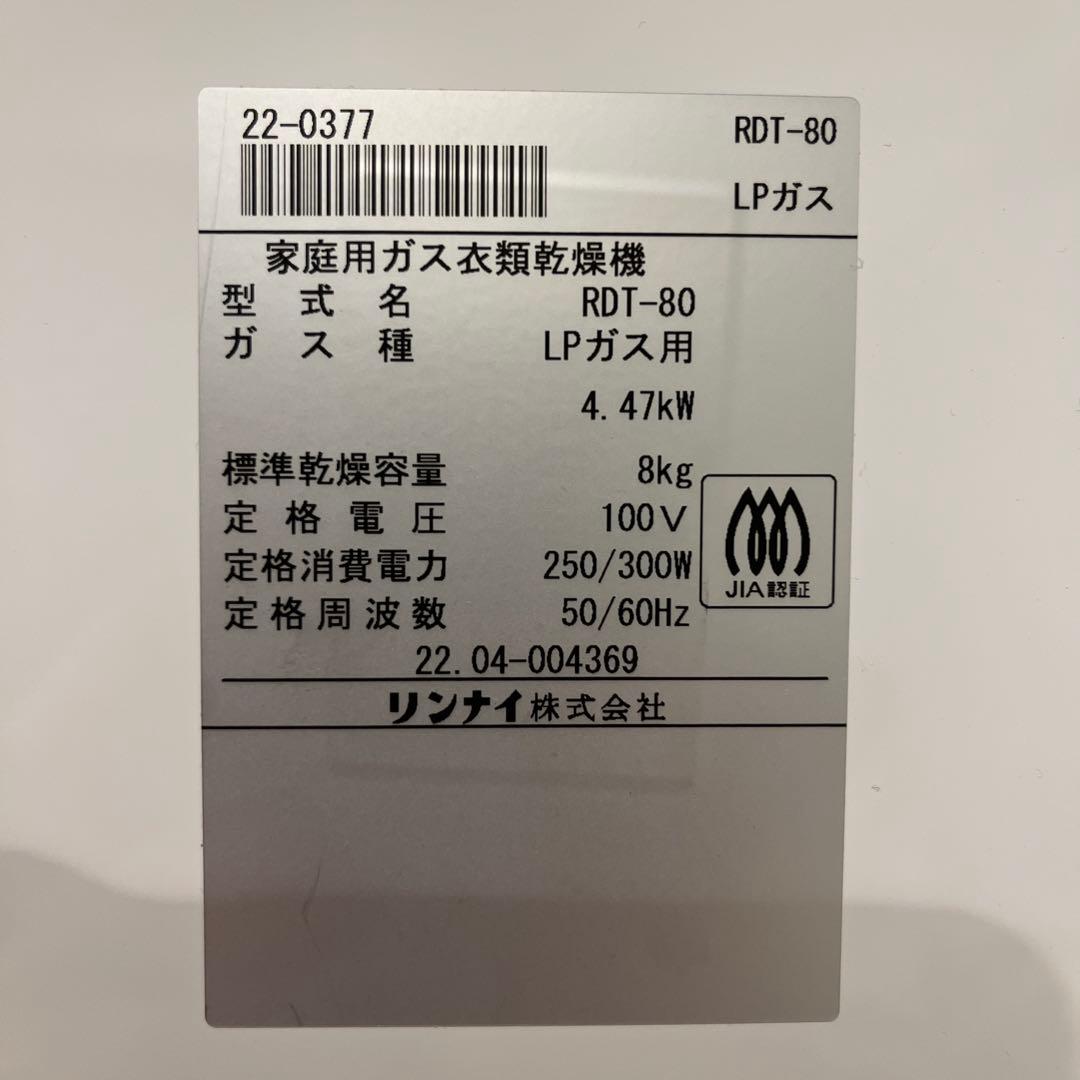 22-0377
RDT-80
LPガス
家庭用ガス衣類乾燥機
型式名 RDT-80
ガス種 LPガス用
4.47kW
標準乾燥容量 8kg
定格電圧 100V
定格消費電力 250/300W
定格周波数 50/60Hz
JIA認証
22.04-004369
リンナイ株式会社